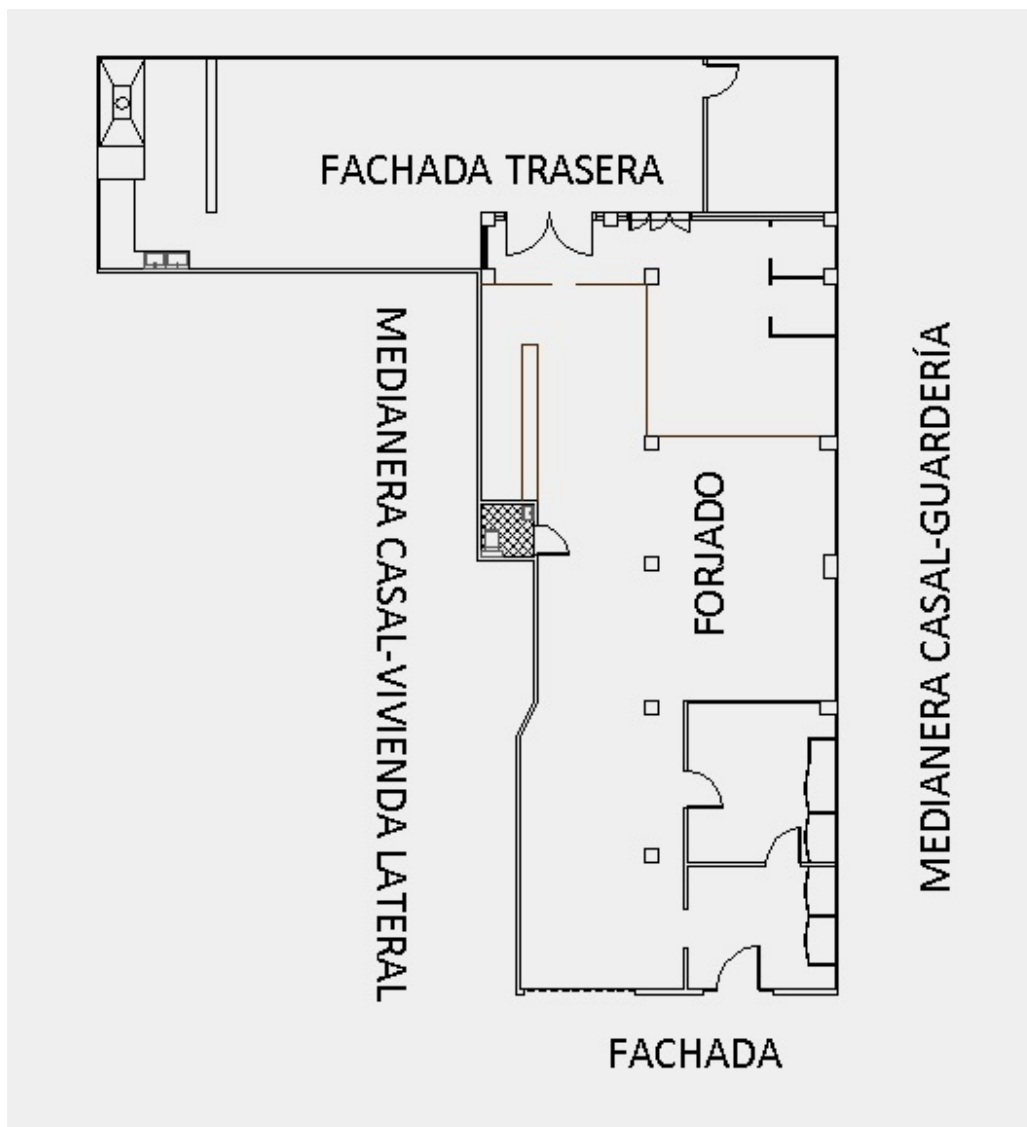 FACHADA TRASERA
MEDIANERA CASAL-VIVIENDA LATERAL
FORJADO
MEDIANERA CASAL-GUARDERÍA
FACHADA